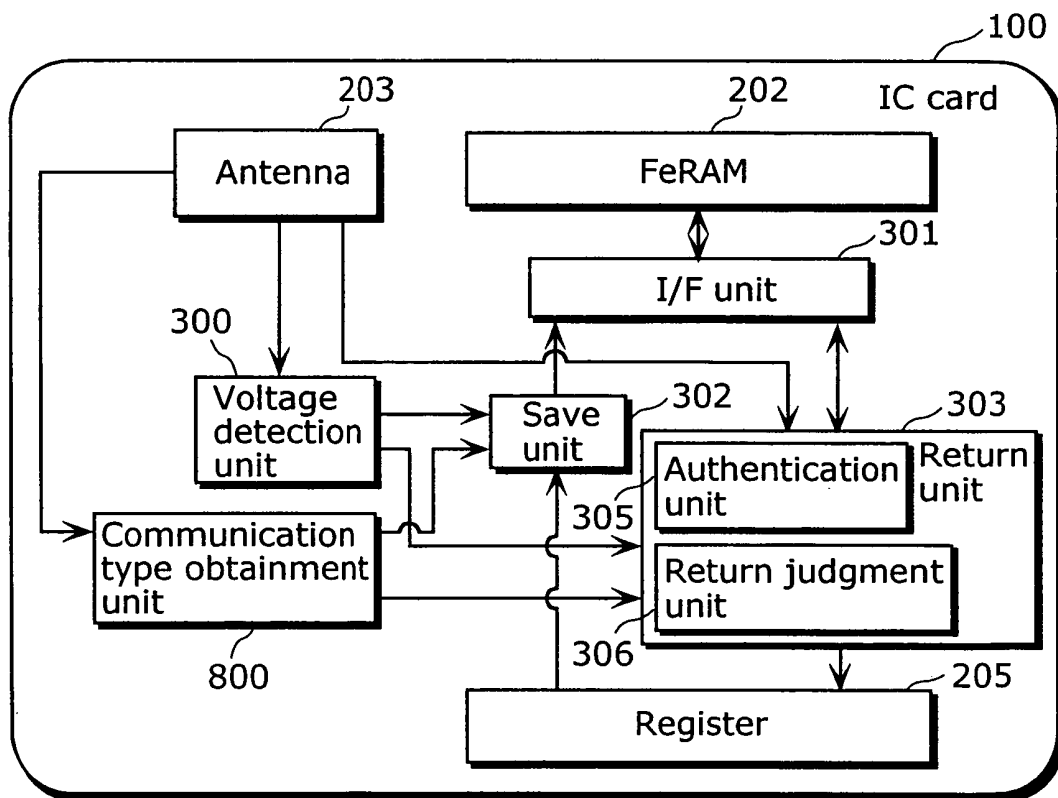 100
IC card
203
202
Antenna
FeRAM
301
I/F unit
300
Voltage
detection
unit
302
Save
unit
303
Return
unit
Authentication
unit
305
Communication
type obtainment
unit
Return judgment
unit
306
800
205
Register